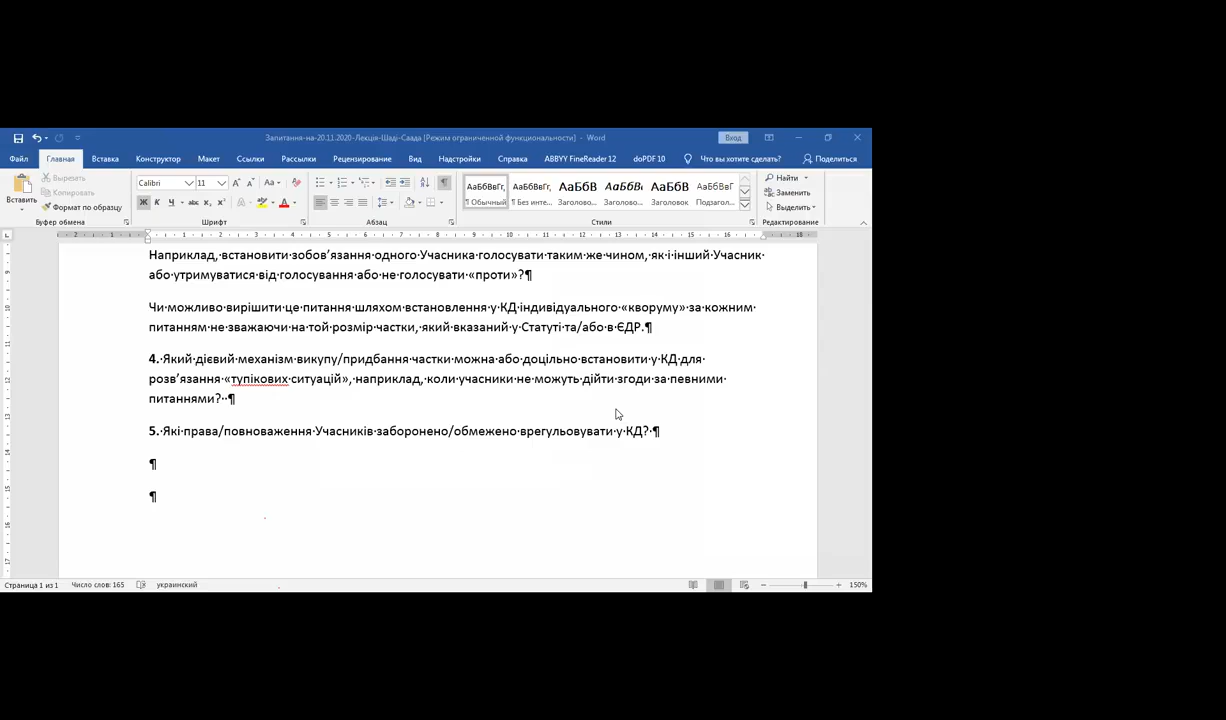 Запитання-на-20.11.2020-Лекція-Шаді-Саада [Режим ограниченной функциональности] - Word
Вход
Файл Главная Вставка Конструктор Макет Ссылки Рассылки Рецензирование Вид Надстройки Справка ABBYY FineReader 12 doPDF 10 Что вы хотите сделать? Поделиться
Вставить
Вырезать
Копировать
Формат по образцу
Буфер обмена
Calibri 11
Шрифт
Абзац
АаБбВвГг, АаБбВвГг, АаБбВ АаБбВ АаБбВ АаБбВвГ
¶ Обычный ¶ Без инте... Заголово... Заголово... Заголовок Подзагол...
Стили
Найти
Заменить
Выделить
Редактирование
Наприклад, встановити зобов’язання одного Учасника голосувати таким же чином, як і інший Учасник
або утримуватися від голосування або не голосувати «проти»?¶
Чи можливо вирішити це питання шляхом встановлення у КД індивідуального «кворуму» за кожним
питанням не зважаючи на той розмір частки, який вказаний у Статуті та/або в ЄДР.¶
4. Який дієвий механізм викупу/придбання частки можна або доцільно встановити у КД для
розв’язання «тупікових ситуацій», наприклад, коли учасники не можуть дійти згоди за певними
питаннями? ¶
5. Які права/повноваження Учасників заборонено/обмежено врегульовувати у КД? ¶
¶
¶
Страница 1 из 1 Число слов: 165 украинский 150%